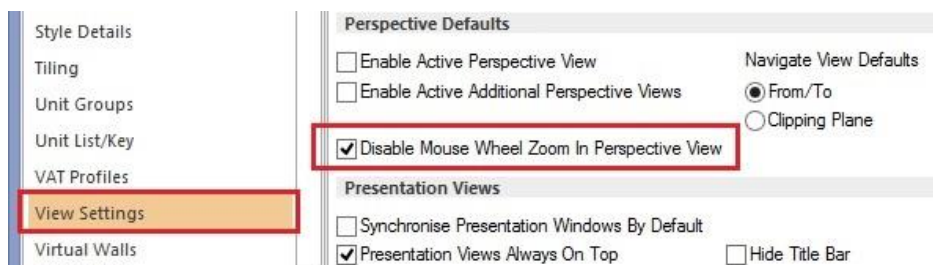 Style Details
Tiling
Unit Groups
Unit List/Key
VAT Profiles
View Settings
Virtual Walls
Perspective Defaults
Enable Active Perspective View
Navigate View Defaults
Enable Active Additional Perspective Views
From/To
Clipping Plane
Disable Mouse Wheel Zoom In Perspective View
Presentation Views
Synchronise Presentation Windows By Default
Presentation Views Always On Top
Hide Title Bar